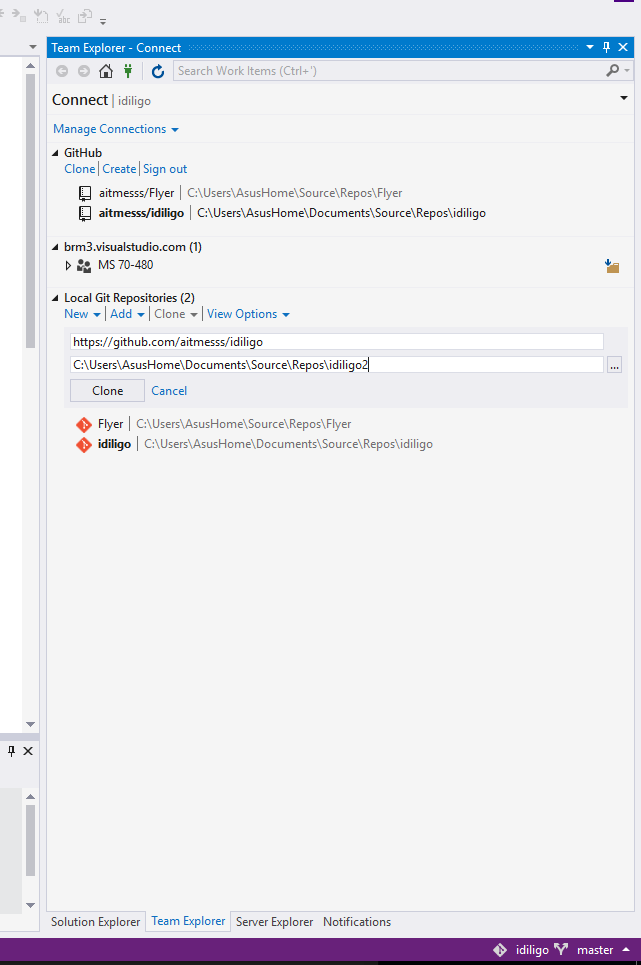 Team Explorer - Connect
Search Work Items (Ctrl+')
Connect | idiligo
Manage Connections
GitHub
Clone | Create | Sign out
aitmesss/Flyer | C:\Users\AsusHome\Source\Repos\Flyer
aitmesss/idiligo | C:\Users\AsusHome\Documents\Source\Repos\idiligo
brm3.visualstudio.com (1)
MS 70-480
Local Git Repositories (2)
New | Add | Clone | View Options
https://github.com/aitmesss/idiligo
C:\Users\AsusHome\Documents\Source\Repos\idiligo2
...
Clone Cancel
Flyer | C:\Users\AsusHome\Source\Repos\Flyer
idiligo | C:\Users\AsusHome\Documents\Source\Repos\idiligo
Solution Explorer Team Explorer Server Explorer Notifications
idiligo master